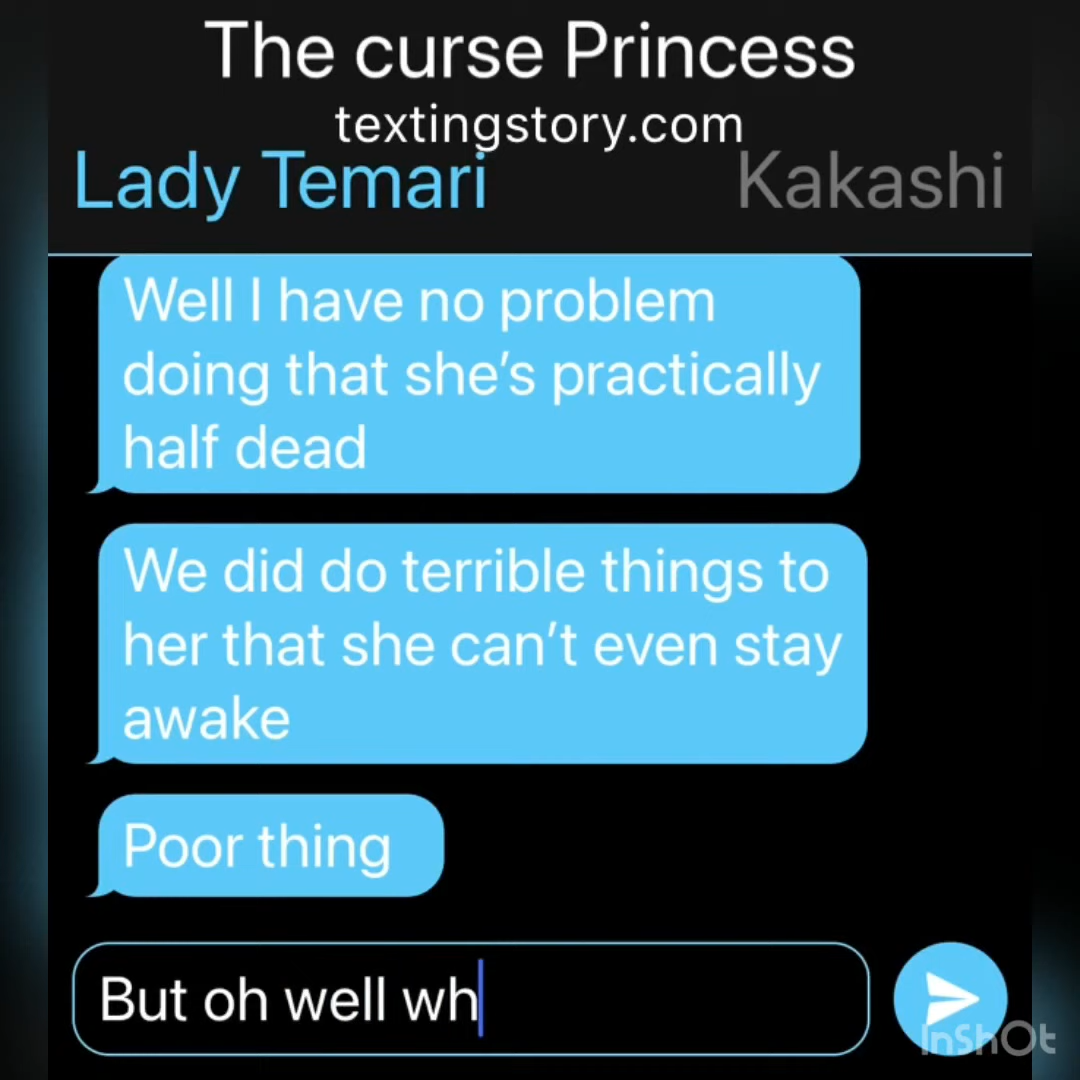 The curse Princess
textingstory.com
Lady Temari Kakashi
Well I have no problem
doing that she’s practically
half dead
We did do terrible things to
her that she can’t even stay
awake
Poor thing
But oh well wh
InShOt